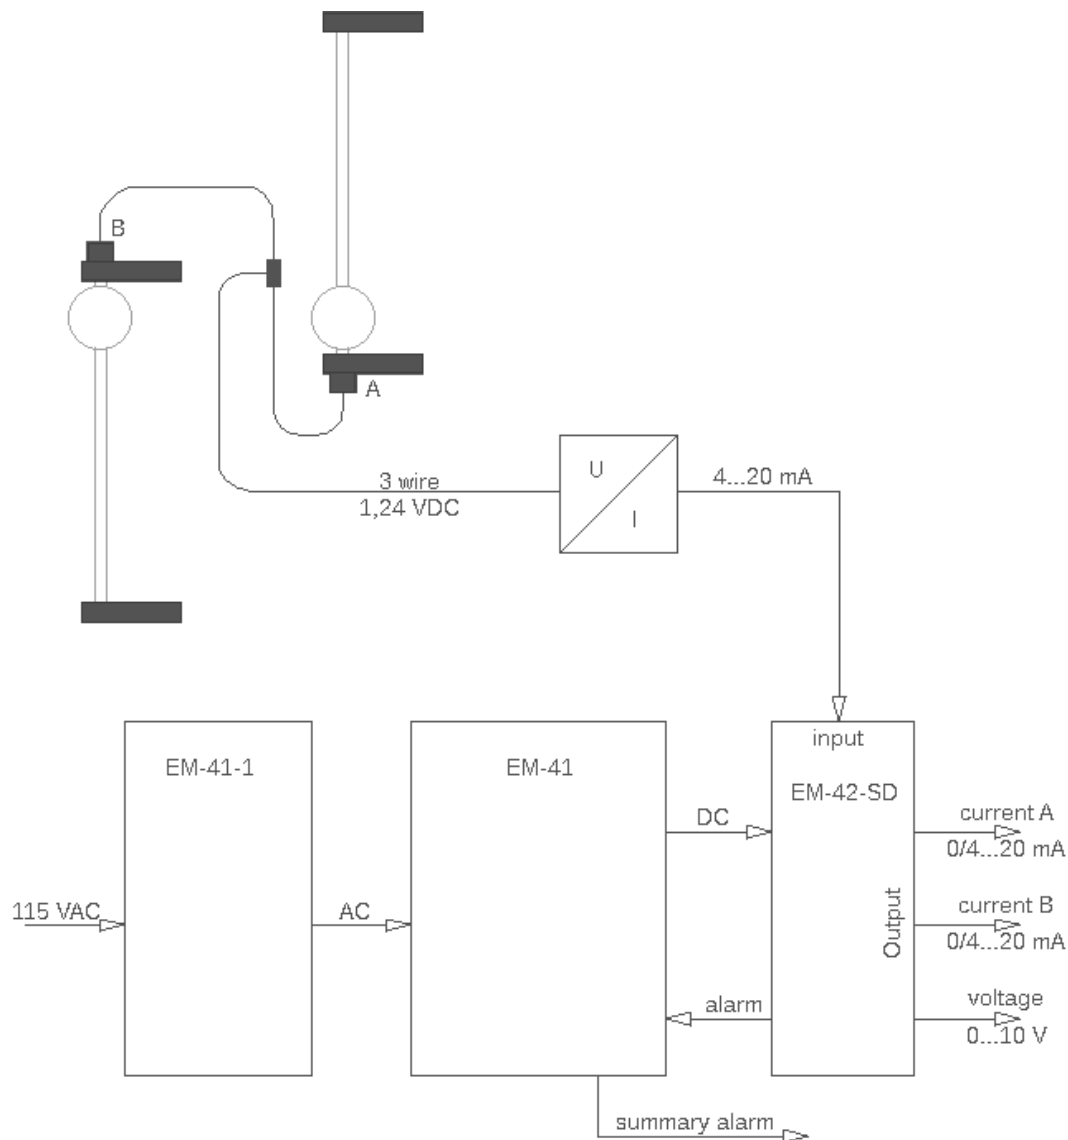 B
A
3 wire
1,24 VDC
U
I
4...20 mA
input
EM-41-1
EM-41
EM-42-SD
115 VAC
AC
DC
alarm
Output
current A
0/4...20 mA
current B
0/4...20 mA
voltage
0...10 V
summary alarm